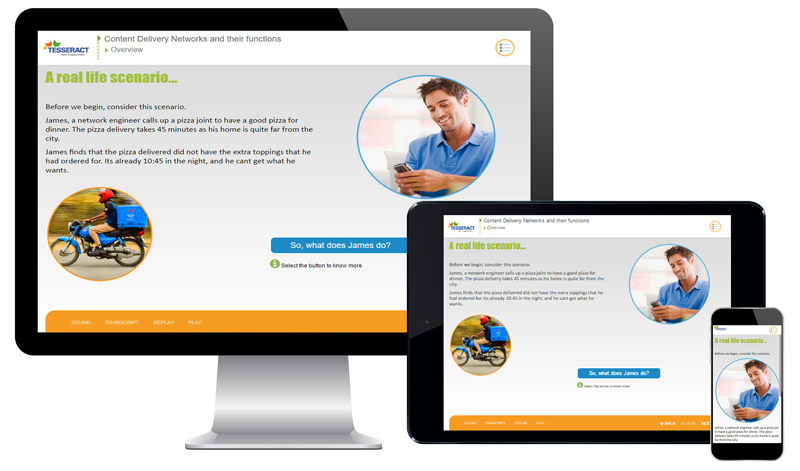 TESSERACT
Content Delivery Networks and their functions
Overview
A real life scenario...
Before we begin, consider this scenario.
James, a network engineer calls up a pizza joint to have a good pizza for
dinner. The pizza delivery takes 45 minutes as his home is quite far from the
city.
James finds that the pizza delivered did not have the extra toppings that he
had ordered for. Its already 10:45 in the night, and he cant get what he
wants.
So, what does James do?
Select the button to know more
SOUND TRANSCRIPT REPLAY PLAY
TESSERACT
Content Delivery Networks and their functions
Overview
A real life scenario...
Before we begin, consider this scenario.
James, a network engineer calls up a pizza joint to have a good pizza for
dinner. The pizza delivery takes 45 minutes as his home is quite far from the
city.
James finds that the pizza delivered did not have the extra toppings that he
had ordered for. Its already 10:45 in the night, and he cant get what he
wants.
So, what does James do?
Select the button to know more
SOUND TRANSCRIPT REPLAY PLAY BACK NEXT
A real life scenario...
Before we begin, consider this scenario.
James, a network engineer calls up a pizza joint
to have a good pizza for dinner. The pizza
delivery takes 45 minutes as his home is quite
far from the city.